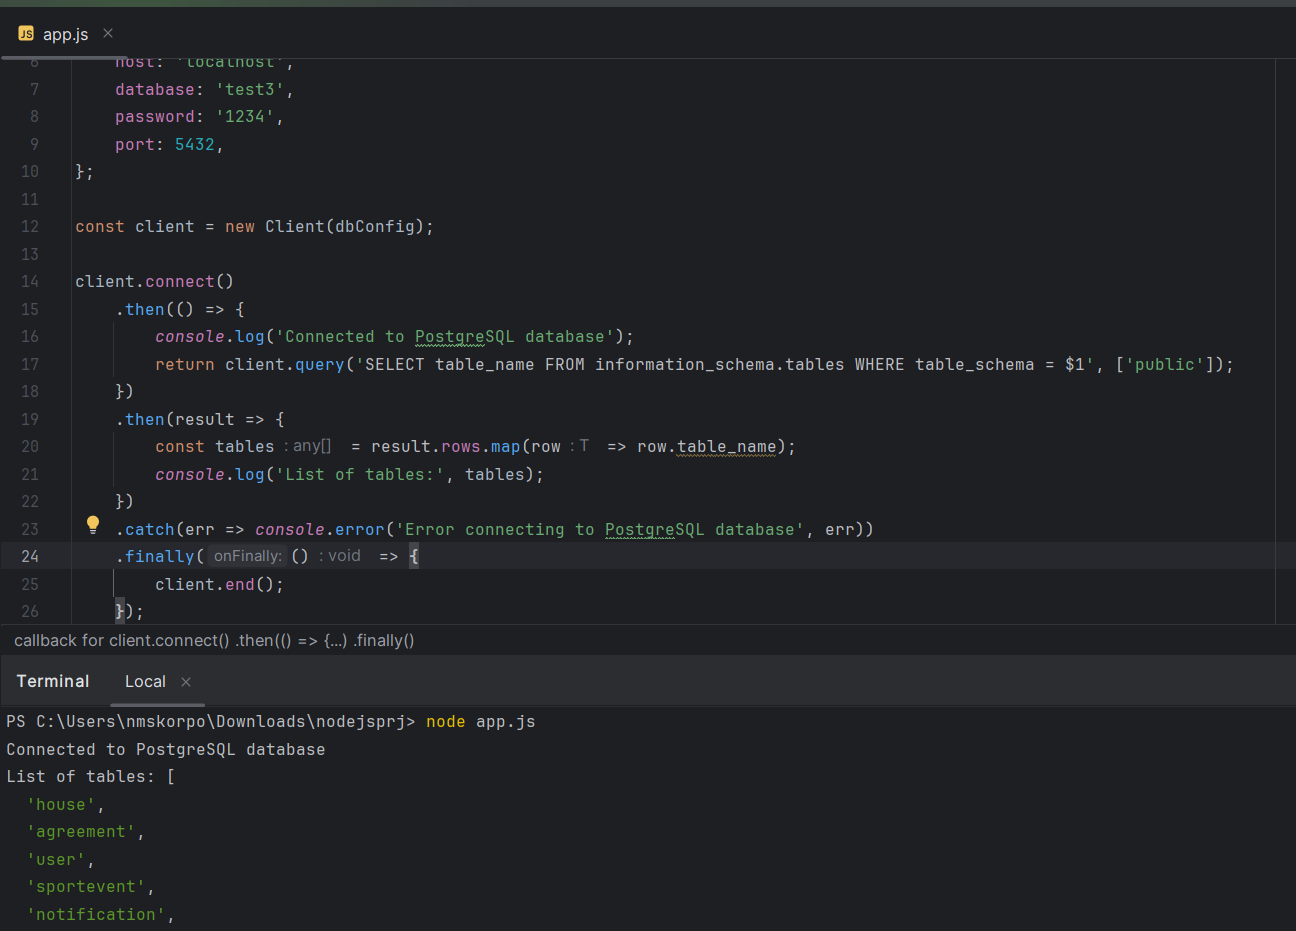 JS app.js ×
6 host: 'localhost',
7 database: 'test3',
8 password: '1234',
9 port: 5432,
10 };
11
12 const client = new Client(dbConfig);
13
14 client.connect()
15 .then(() => {
16 console.log('Connected to PostgreSQL database');
17 return client.query('SELECT table_name FROM information_schema.tables WHERE table_schema = $1', ['public']);
18 })
19 .then(result => {
20 const tables : any[] = result.rows.map(row : T => row.table_name);
21 console.log('List of tables:', tables);
22 })
23 .catch(err => console.error('Error connecting to PostgreSQL database', err))
24 .finally( onFinally: () : void => {
25 client.end();
26 });
callback for client.connect() .then(() => {...) .finally()
Terminal Local ×
PS C:\Users\nmskorpo\Downloads\nodejsprj> node app.js
Connected to PostgreSQL database
List of tables: [
'house',
'agreement',
'user',
'sportevent',
'notification',